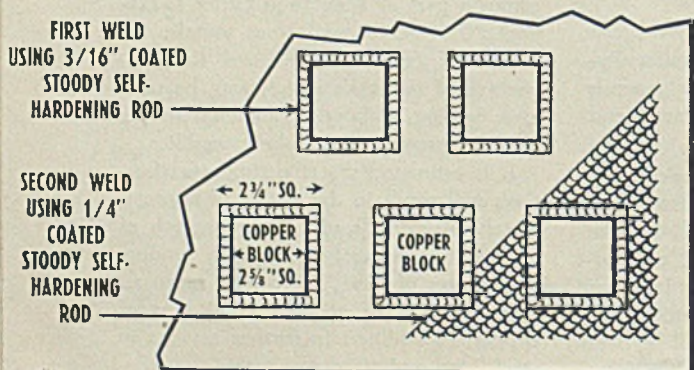 FIRST WELD
USING 3/16" COATED
STOODY SELF-
HARDENING ROD
SECOND WELD
USING 1/4"
COATED
STOODY SELF-
HARDENING
ROD
2¾" SQ.
COPPER
BLOCK
2⅝" SQ.
COPPER
BLOCK